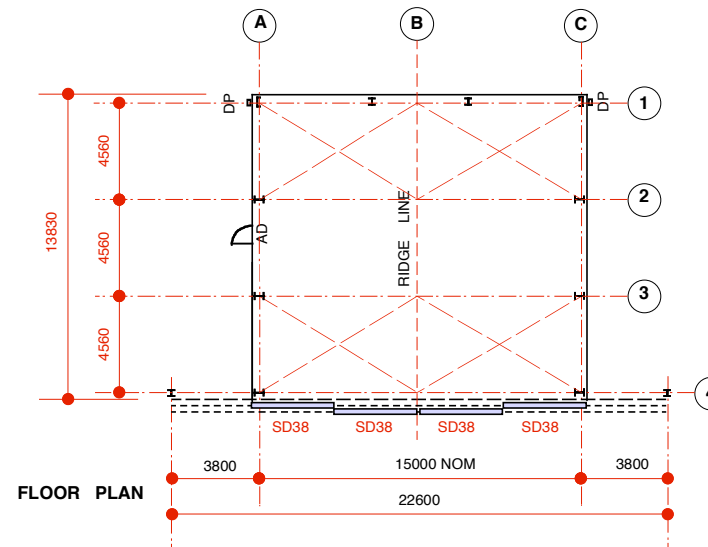 A
B
C
DP
DP
1
4560
2
LINE
AD
13830
4560
RIDGE
3
4560
4
SD38
SD38
SD38
SD38
3800
15000 NOM
3800
FLOOR PLAN
22600